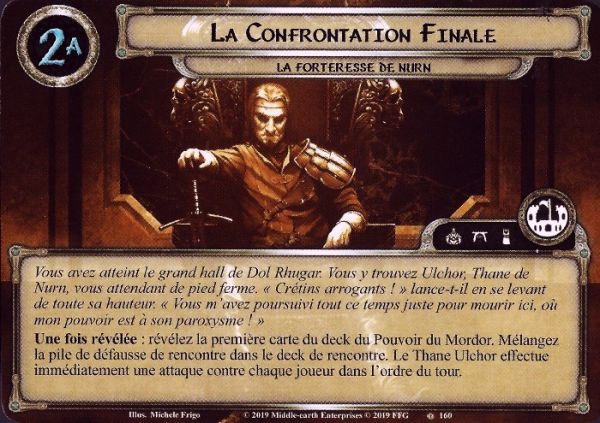 2A
La Confrontation Finale
La Forteresse de Nurn
Vous avez atteint le grand hall de Dol Rhugar. Vous y trouvez Ulchor, Thane de
Nurn, vous attendant de pied ferme. « Crétins arrogants ! » lance-t-il en se levant
de toute sa hauteur. « Vous m'avez poursuivi tout ce temps juste pour mourir ici, où
mon pouvoir est à son paroxysme ! »
Une fois révélée : révélez la première carte du deck du Pouvoir du Mordor. Mélangez
la pile de défausse de rencontre dans le deck de rencontre. Le Thane Ulchor effectue
immédiatement une attaque contre chaque joueur dans l'ordre du tour.
Illus. Michele Frigo © 2019 Middle-earth Enterprises © 2019 FFG 160